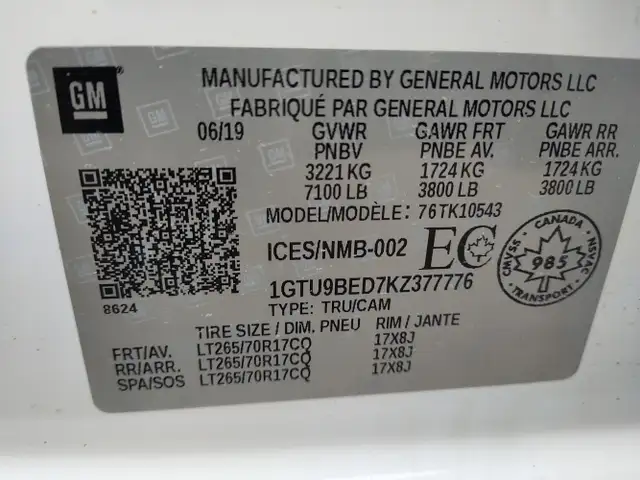 GM
MANUFACTURED BY GENERAL MOTORS LLC
FABRIQUÉ PAR GENERAL MOTORS LLC
06/19 GVWR GAWR FRT GAWR RR
PNBV PNBE AV. PNBE ARR.
3221 KG 1724 KG 1724 KG
7100 LB 3800 LB 3800 LB
MODEL/MODÈLE: 76TK10543
ICES/NMB-002 EC
CANADA
CMVSS 985 NSVAC
TRANSPORT
1GTU9BED7KZ377776
8624
TYPE: TRU/CAM
TIRE SIZE / DIM. PNEU RIM / JANTE
FRT/AV. LT265/70R17CQ 17X8J
RR/ARR. LT265/70R17CQ 17X8J
SPA/SOS LT265/70R17CQ 17X8J